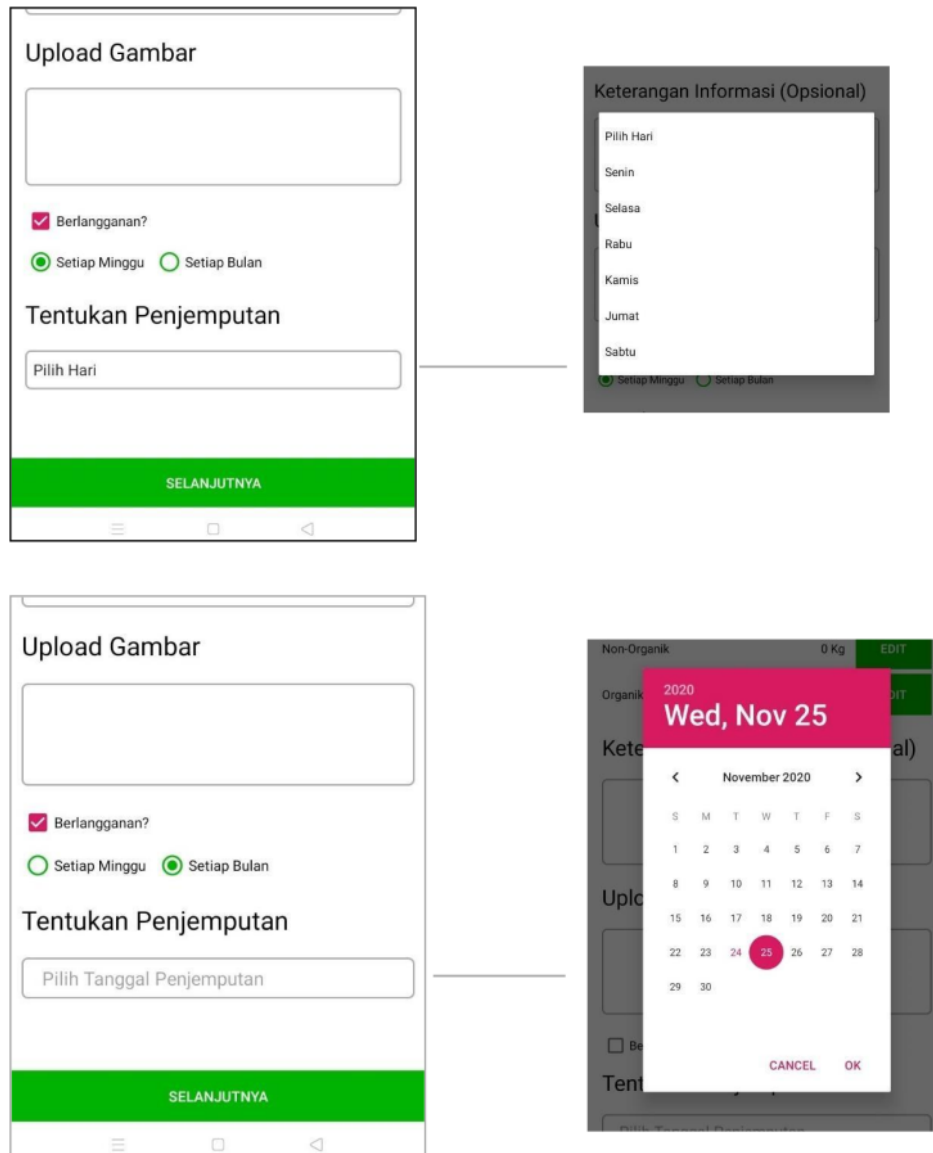 Upload Gambar
Berlangganan?
Setiap Minggu Setiap Bulan
Tentukan Penjemputan
Pilih Hari
SELANJUTNYA
Keterangan Informasi (Opsional)
Pilih Hari
Senin
Selasa
Rabu
Kamis
Jumat
Sabtu
Setiap Minggu Setiap Bulan
Upload Gambar
Berlangganan?
Setiap Minggu Setiap Bulan
Tentukan Penjemputan
Pilih Tanggal Penjemputan
SELANJUTNYA
Non-Organik 0 Kg EDIT
Organik
2020
Wed, Nov 25
November 2020
S M T W T F S
1 2 3 4 5 6 7
8 9 10 11 12 13 14
15 16 17 18 19 20 21
22 23 24 25 26 27 28
29 30
CANCEL OK